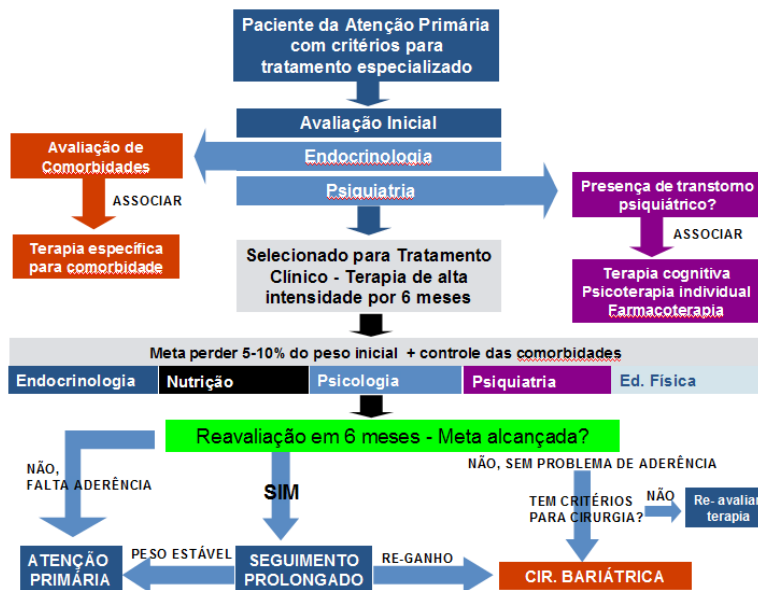 Paciente da Atenção Primária
com critérios para
tratamento especializado
Avaliação Inicial
Endocrinologia
Psiquiatria
Avaliação de
Comorbidades
ASSOCIAR
Terapia específica
para comorbidade
Presença de transtorno
psiquiátrico?
ASSOCIAR
Terapia cognitiva
Psicoterapia individual
Farmacoterapia
Selecionado para Tratamento
Clínico - Terapia de alta
intensidade por 6 meses
Meta perder 5-10% do peso inicial + controle das comorbidades
Endocrinologia
Nutrição
Psicologia
Psiquiatria
Ed. Física
Reavaliação em 6 meses - Meta alcançada?
NÃO,
FALTA ADERÊNCIA
SIM
NÃO, SEM PROBLEMA DE ADERÊNCIA
TEM CRITÉRIOS
PARA CIRURGIA?
NÃO
Re- avaliar
terapia
ATENÇÃO
PRIMÁRIA
PESO ESTÁVEL
SEGUIMENTO
PROLONGADO
RE-GANHO
CIR. BARIÁTRICA